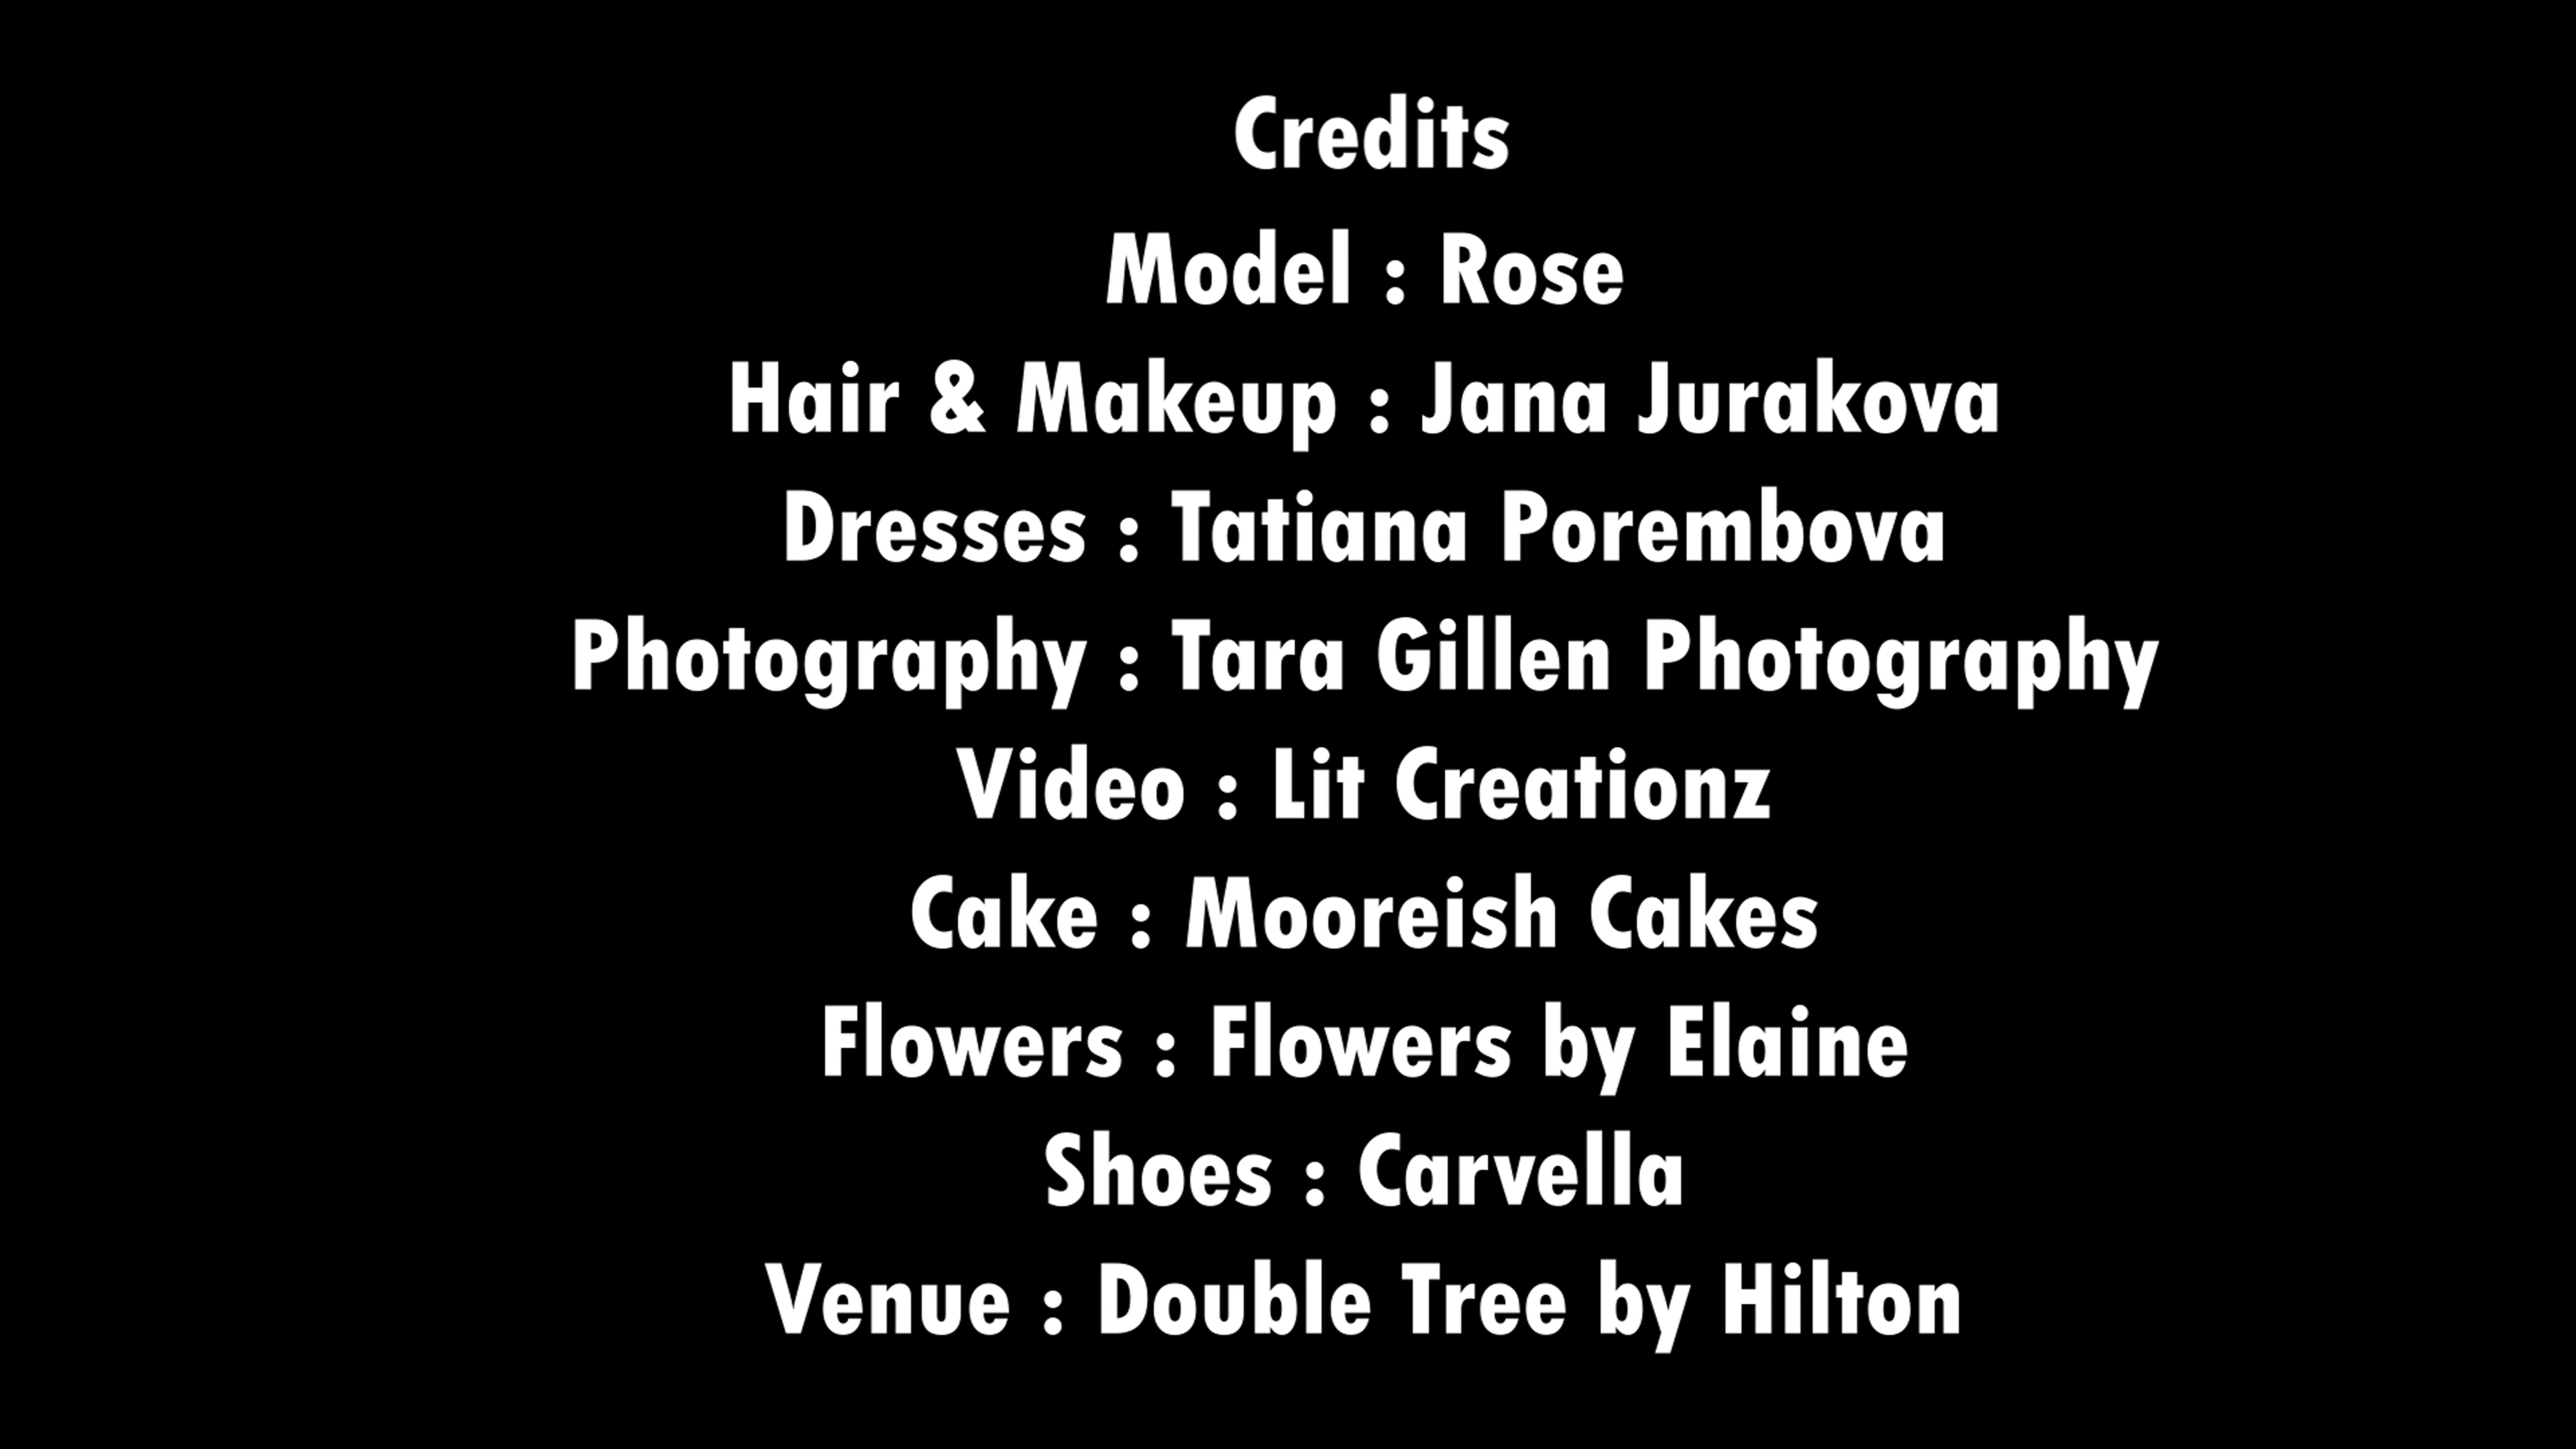 Credits
Model : Rose
Hair & Makeup : Jana Jurakova
Dresses : Tatiana Porembova
Photography : Tara Gillen Photography
Video : Lit Creationz
Cake : Mooreish Cakes
Flowers : Flowers by Elaine
Shoes : Carvella
Venue : Double Tree by Hilton